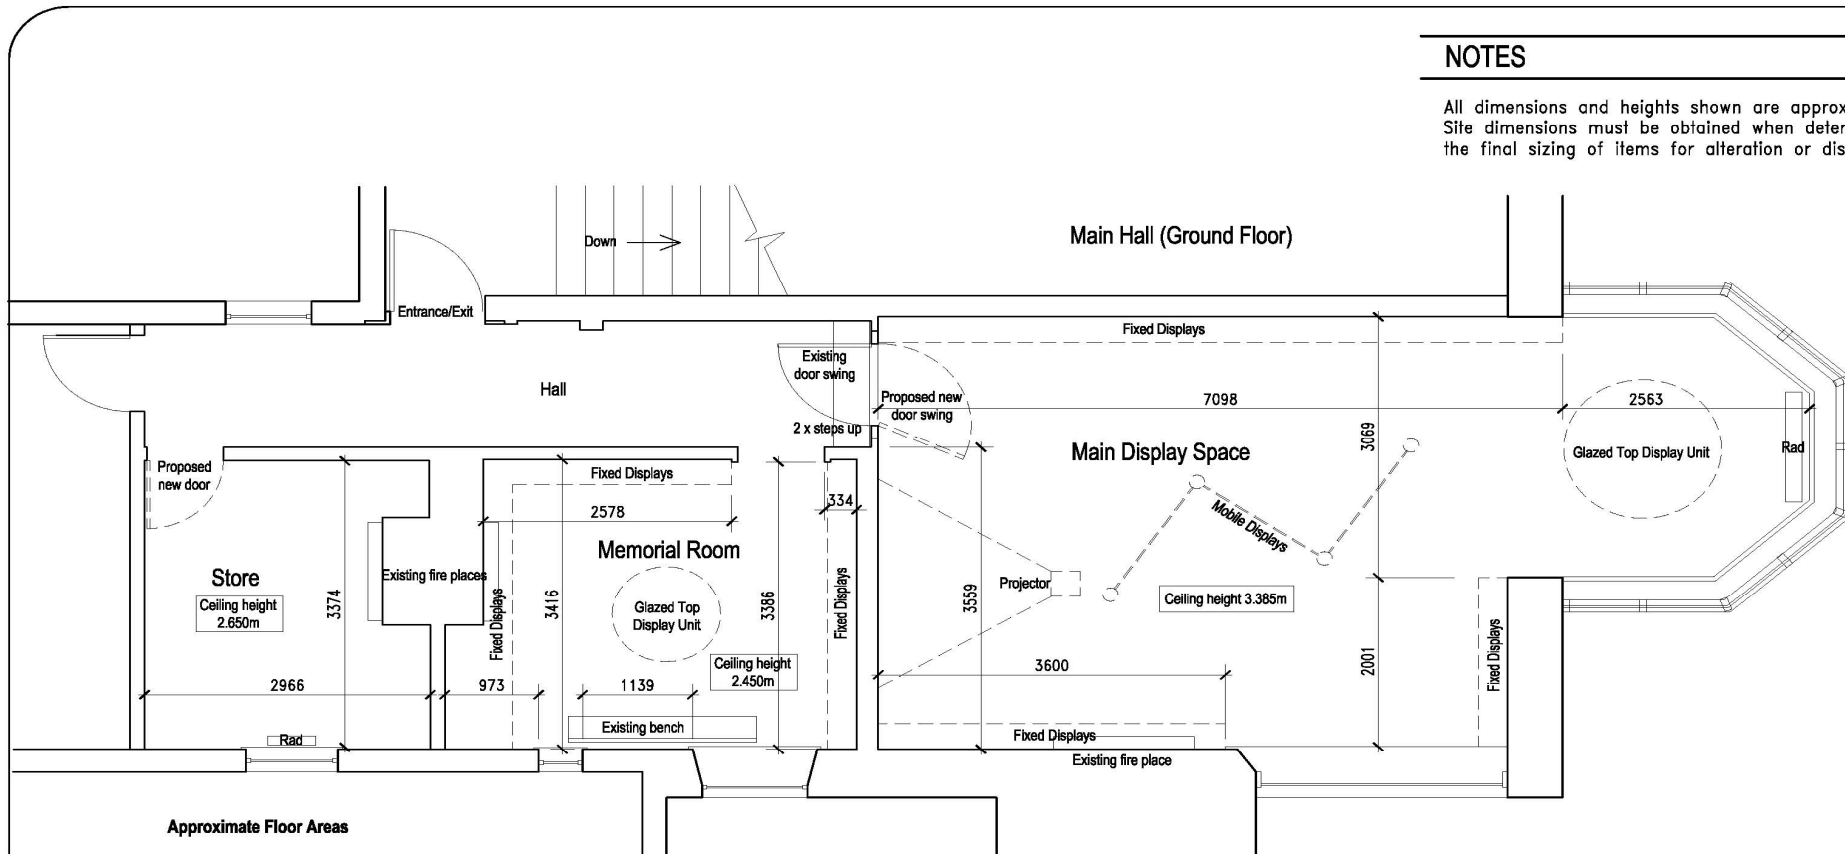 NOTES
All dimensions and heights shown are approx
Site dimensions must be obtained when deter
the final sizing of items for alteration or dis
Main Hall (Ground Floor)
Down
Entrance/Exit
Fixed Displays
Existing
door swing
Hall
Proposed new
door swing
7098
2563
2 x steps up
3069
Main Display Space
Glazed Top Display Unit
Rad
Proposed
new door
Fixed Displays
334
2578
Mobile Displays
Memorial Room
Store
Existing fire places
Projector
Ceiling height
2.650m
3374
Fixed Displays
3416
Glazed Top
Display Unit
3386
Fixed Displays
3559
Ceiling height 3.385m
Ceiling height
2.450m
3600
2001
Fixed Displays
2966
973
1139
Existing bench
Rad
Fixed Displays
Existing fire place
Approximate Floor Areas